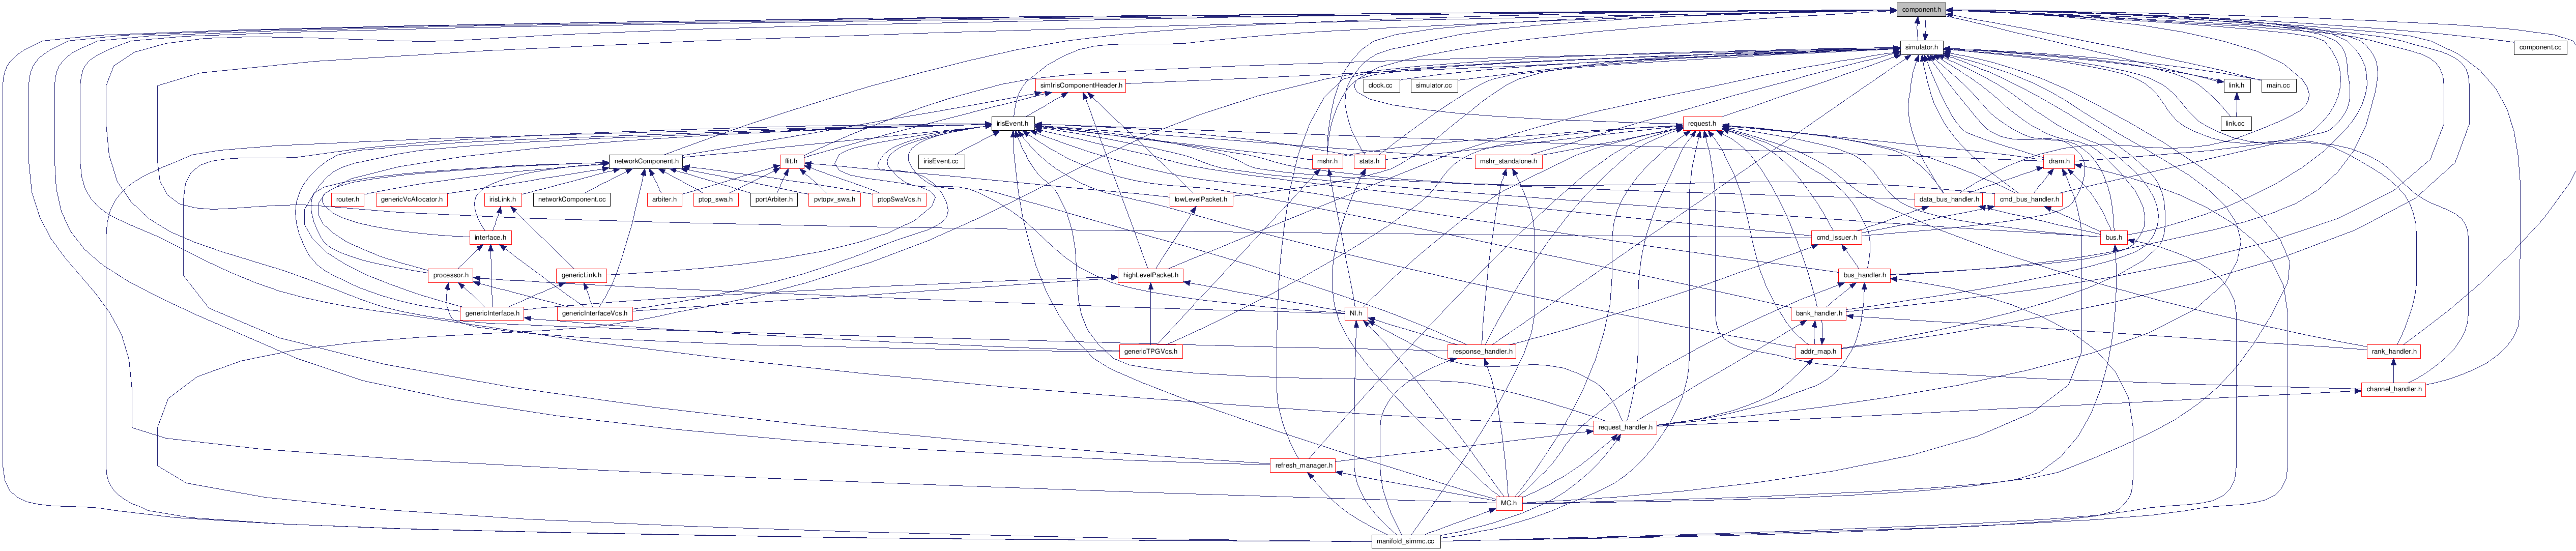 component.h
simulator.h
component.cc
simIrisComponentHeader.h
clock.cc
simulator.cc
link.h
main.cc
irisEvent.h
request.h
link.cc
networkComponent.h
flit.h
irisEvent.cc
mshr.h
stats.h
mshr_standalone.h
dram.h
router.h
genericVcAllocator.h
irisLink.h
networkComponent.cc
arbiter.h
ptop_swa.h
portArbiter.h
pvtopv_swa.h
ptopSwaVcs.h
lowLevelPacket.h
data_bus_handler.h
cmd_bus_handler.h
interface.h
cmd_issuer.h
bus.h
processor.h
genericLink.h
highLevelPacket.h
bus_handler.h
genericInterface.h
genericInterfaceVcs.h
NI.h
bank_handler.h
genericTPGVcs.h
response_handler.h
addr_map.h
rank_handler.h
channel_handler.h
request_handler.h
refresh_manager.h
MC.h
manifold_simmc.cc